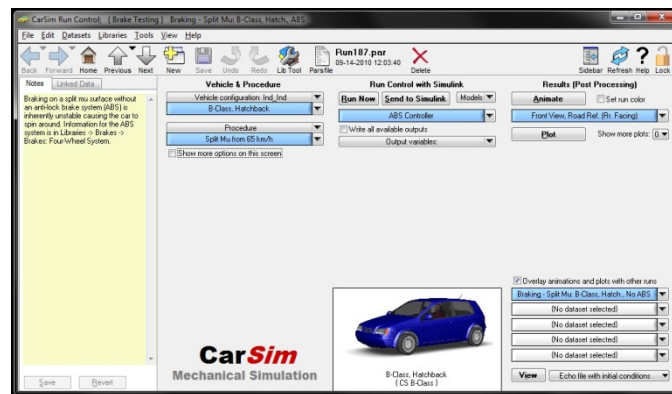 CarSim Run Control; ( Brake Testing ) Braking - Split Mu: B-Class, Hatch, ABS
File Edit Datasets Libraries Tools View Help
Back Forward Home Previous Next New Save Undo Redo Lib Tool Parsfile
Run187.par
09-14-2010 12:03:40
Delete
Sidebar Refresh Help Lock
Notes Linked Data
Braking on a split mu surface without
an anti-lock brake system (ABS) is
inherently unstable causing the car to
spin around. Information for the ABS
system is in Libraries -> Brakes ->
Brakes: Four-Wheel System.
Save Revert
Vehicle & Procedure
Vehicle configuration: Ind_Ind
B-Class, Hatchback
Procedure
Split Mu from 65 km/h
Show more options on this screen
CarSim
Mechanical Simulation
Run Control with Simulink
Run Now Send to Simulink Models
ABS Controller
Write all available outputs
Output variables:
B-Class, Hatchback
( CS B-Class )
Results (Post Processing)
Animate Set run color
Front View, Road Ref. (Rr. Facing)
Plot Show more plots: 0
Overlay animations and plots with other runs
Braking - Split Mu: B-Class, Hatch., No ABS
(No dataset selected)
(No dataset selected)
(No dataset selected)
(No dataset selected)
View Echo file with initial conditions